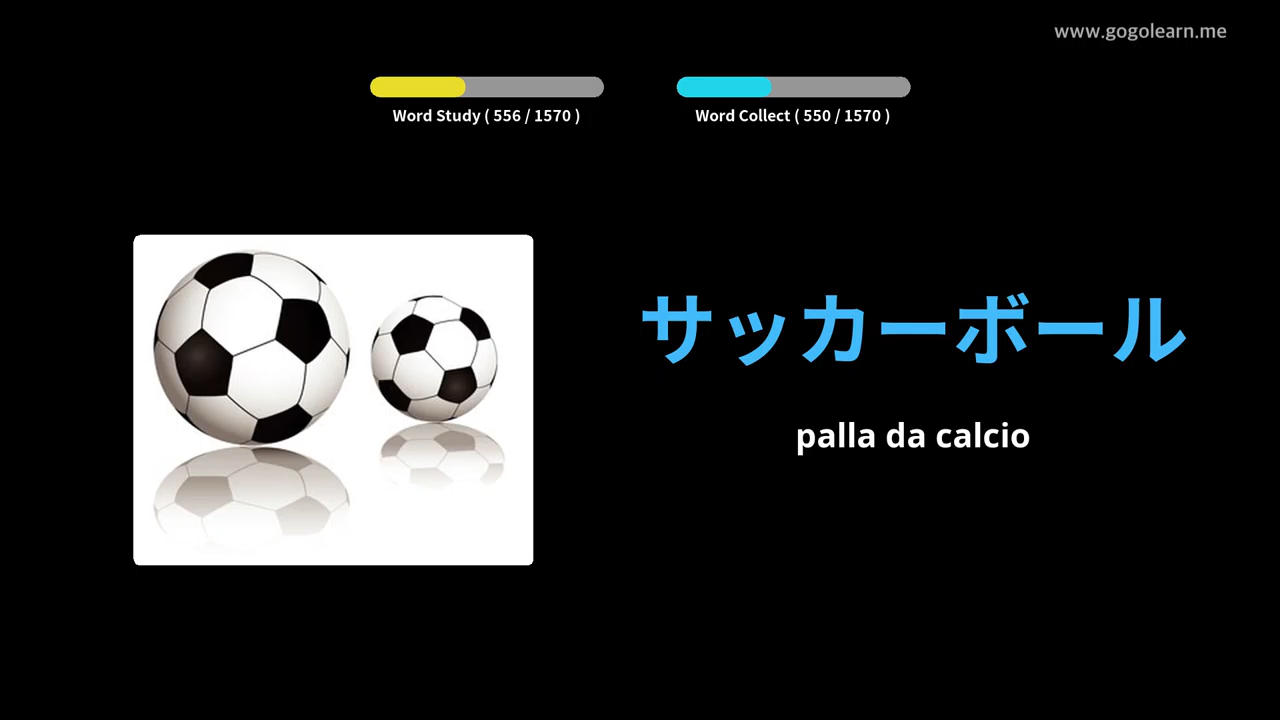 www.gogolearn.me
Word Study ( 556 / 1570 )
Word Collect ( 550 / 1570 )
サッカーボール
palla da calcio